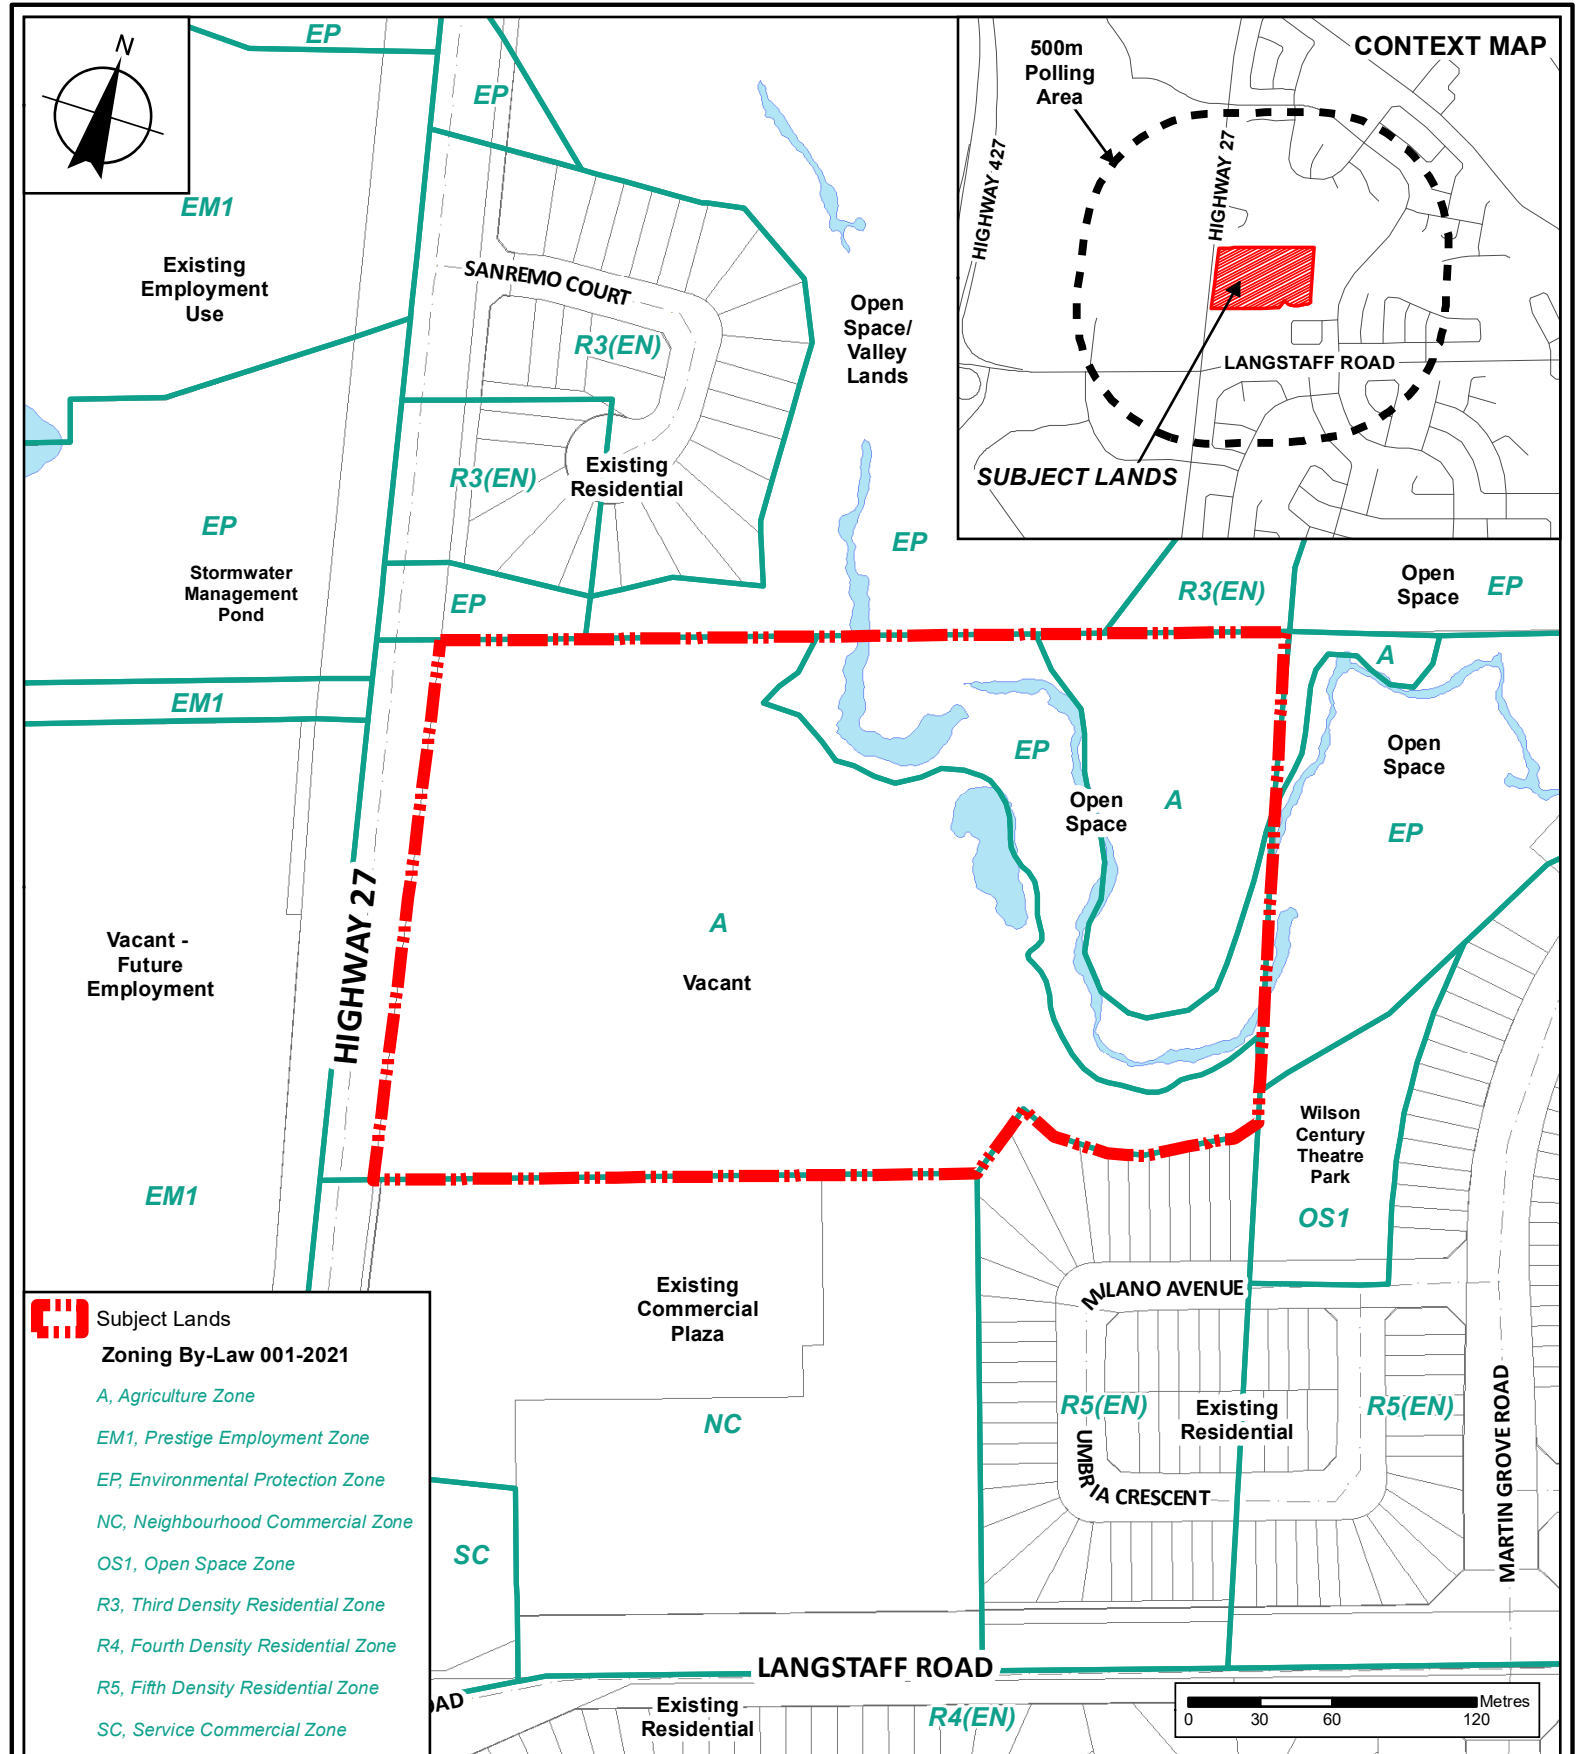 N
EP
EP
EM1
Existing
Employment
Use
SANREMO COURT
R3(EN)
Open
Space/
Valley
Lands
500m
Polling
Area
CONTEXT MAP
HIGHWAY 427
HIGHWAY 27
LANGSTAFF ROAD
SUBJECT LANDS
R3(EN)
Existing
Residential
EP
Stormwater
Management
Pond
EP
EP
R3(EN)
Open
Space
EP
A
EM1
EP
Open
Space
A
Open
Space
EP
HIGHWAY 27
A
Vacant
Vacant -
Future
Employment
EM1
Wilson
Century
Theatre
Park
OS1
Existing
Commercial
Plaza
NC
MILANO AVENUE
R5(EN)
Existing
Residential
R5(EN)
UMBRIA CRESCENT
MARTIN GROVE ROAD
SC
LANGSTAFF ROAD
OAD
Existing
Residential
R4(EN)
Subject Lands
Zoning By-Law 001-2021
A, Agriculture Zone
EM1, Prestige Employment Zone
EP, Environmental Protection Zone
NC, Neighbourhood Commercial Zone
OS1, Open Space Zone
R3, Third Density Residential Zone
R4, Fourth Density Residential Zone
R5, Fifth Density Residential Zone
SC, Service Commercial Zone
Metres
0 30 60 120